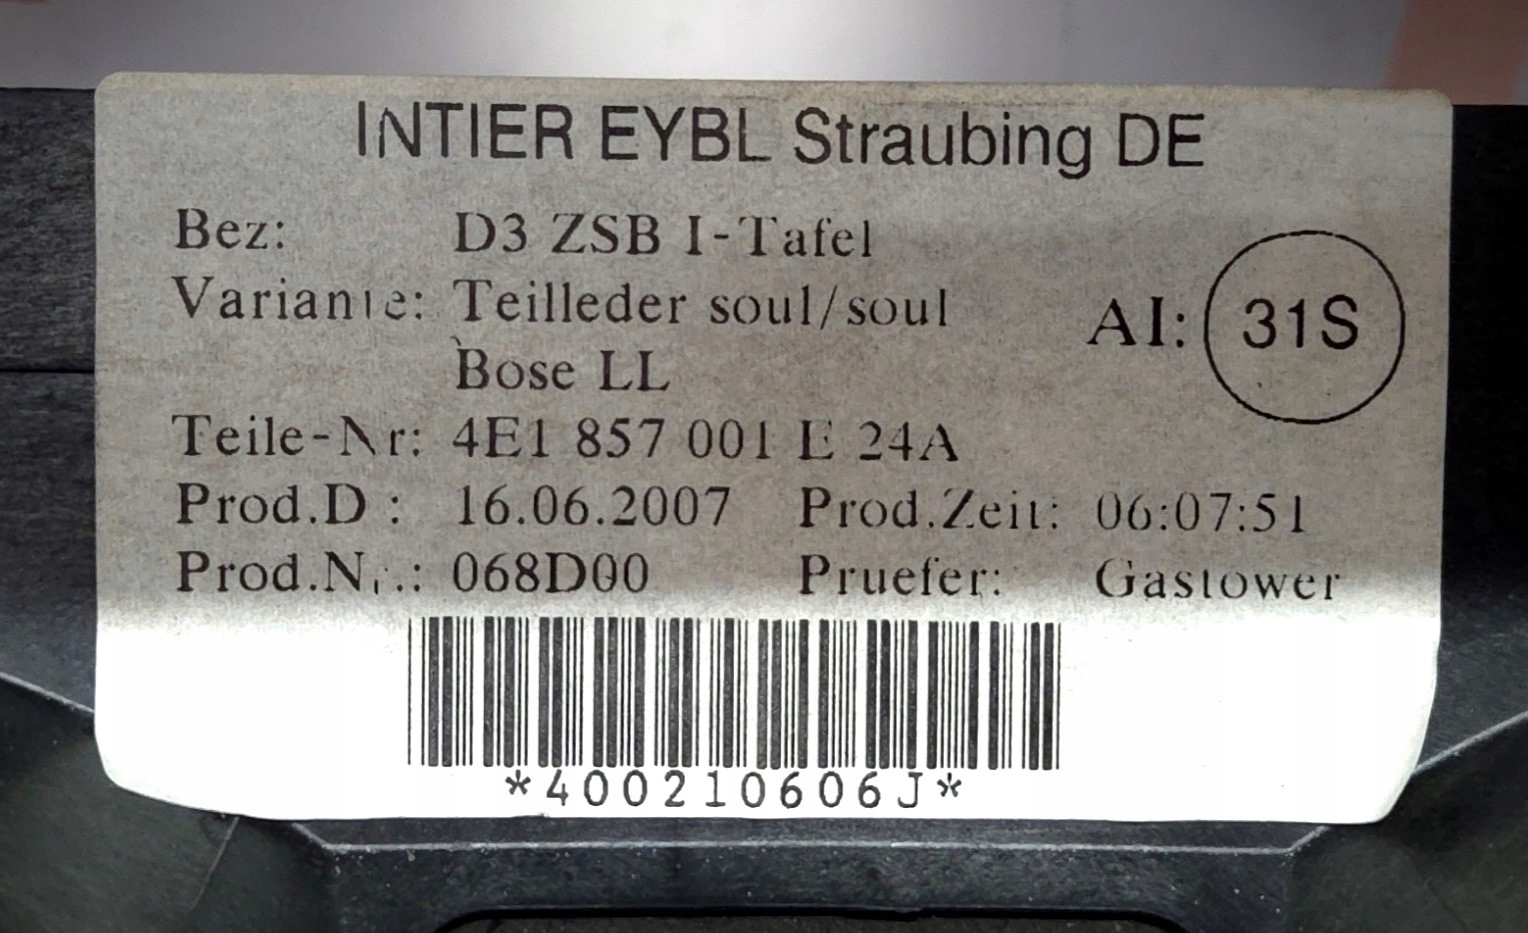 INTIER EYBL Straubing DE
Bez: D3 ZSB I-Tafel
Variante: Teilleder soul/soul
Bose LL
AI: 31S
Teile-Nr: 4E1 857 001 E 24A
Prod.D : 16.06.2007 Prod.Zeit: 06:07:51
Prod.Nr.: 068D00 Pruefer: Gastower
*400210606J*